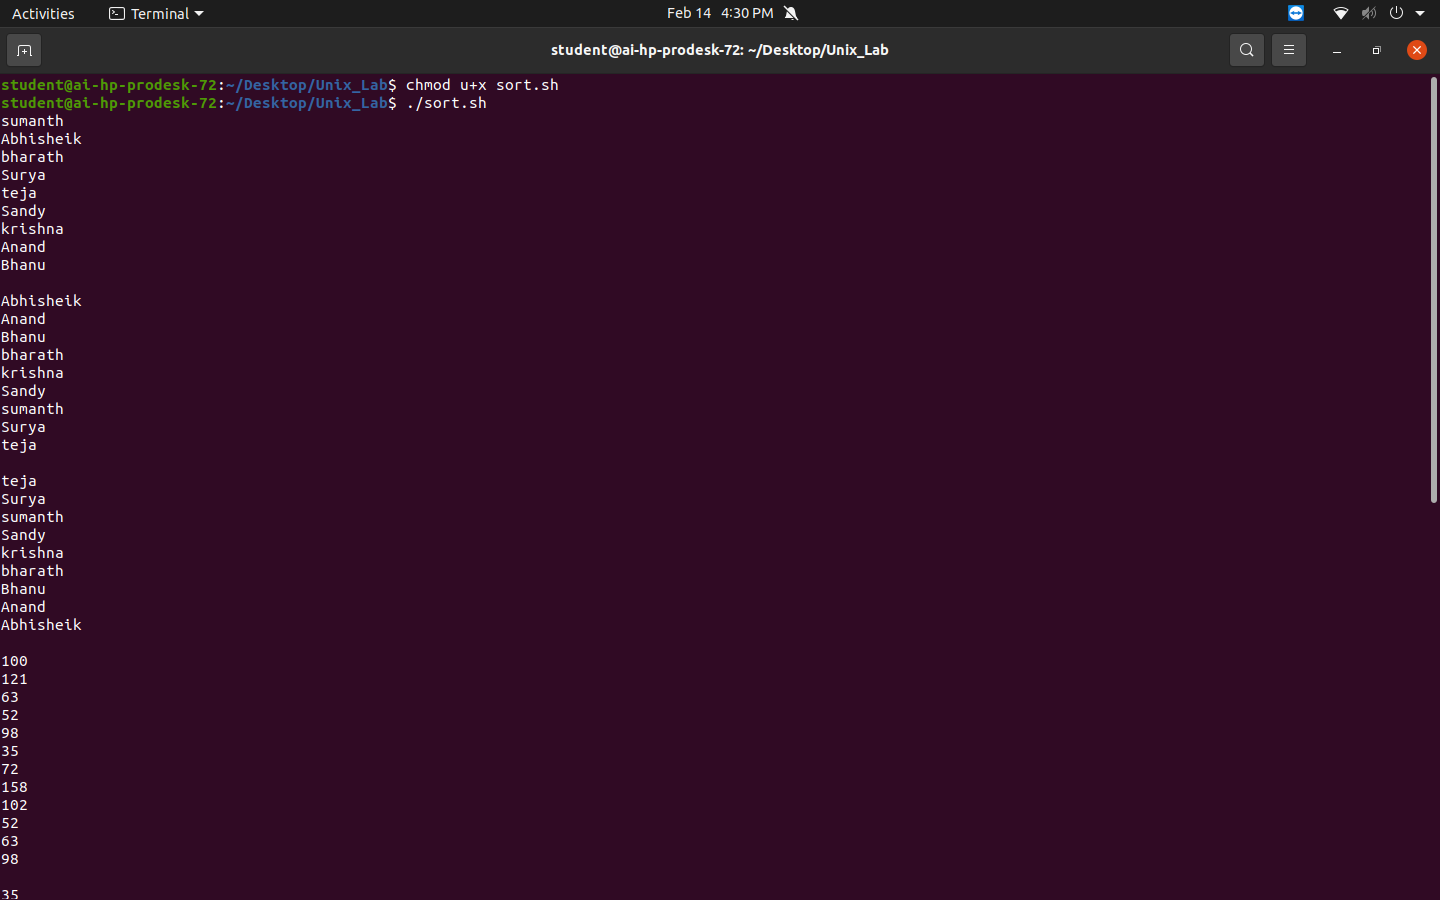 Activities Terminal Feb 14 4:30 PM
student@ai-hp-prodesk-72: ~/Desktop/Unix_Lab
student@ai-hp-prodesk-72:~/Desktop/Unix_Lab$ chmod u+x sort.sh
student@ai-hp-prodesk-72:~/Desktop/Unix_Lab$ ./sort.sh
sumanth
Abhisheik
bharath
Surya
teja
Sandy
krishna
Anand
Bhanu
Abhisheik
Anand
Bhanu
bharath
krishna
Sandy
sumanth
Surya
teja
teja
Surya
sumanth
Sandy
krishna
bharath
Bhanu
Anand
Abhisheik
100
121
63
52
98
35
72
158
102
52
63
98
35